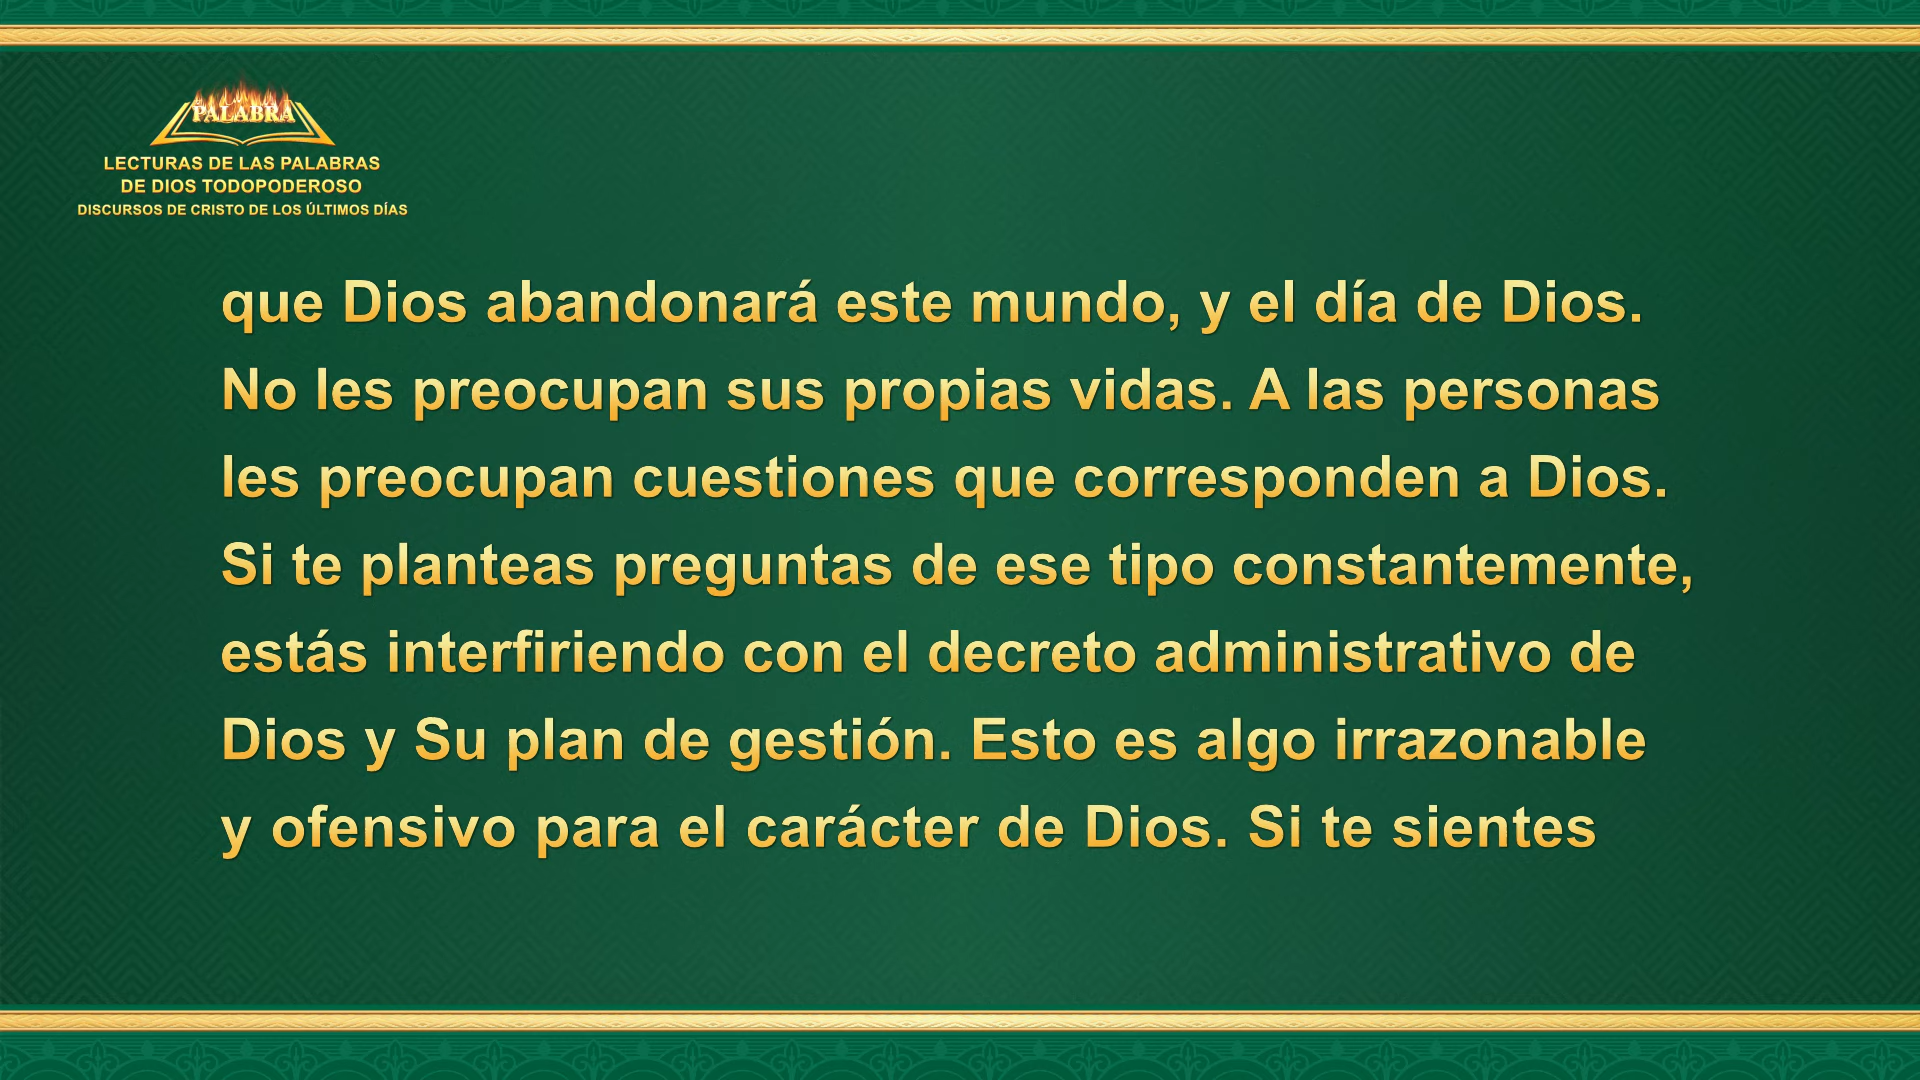 PALABRA
LECTURAS DE LAS PALABRAS
DE DIOS TODOPODEROSO
DISCURSOS DE CRISTO DE LOS ÚLTIMOS DÍAS
que Dios abandonará este mundo, y el día de Dios.
No les preocupan sus propias vidas. A las personas
les preocupan cuestiones que corresponden a Dios.
Si te planteas preguntas de ese tipo constantemente,
estás interfiriendo con el decreto administrativo de
Dios y Su plan de gestión. Esto es algo irrazonable
y ofensivo para el carácter de Dios. Si te sientes